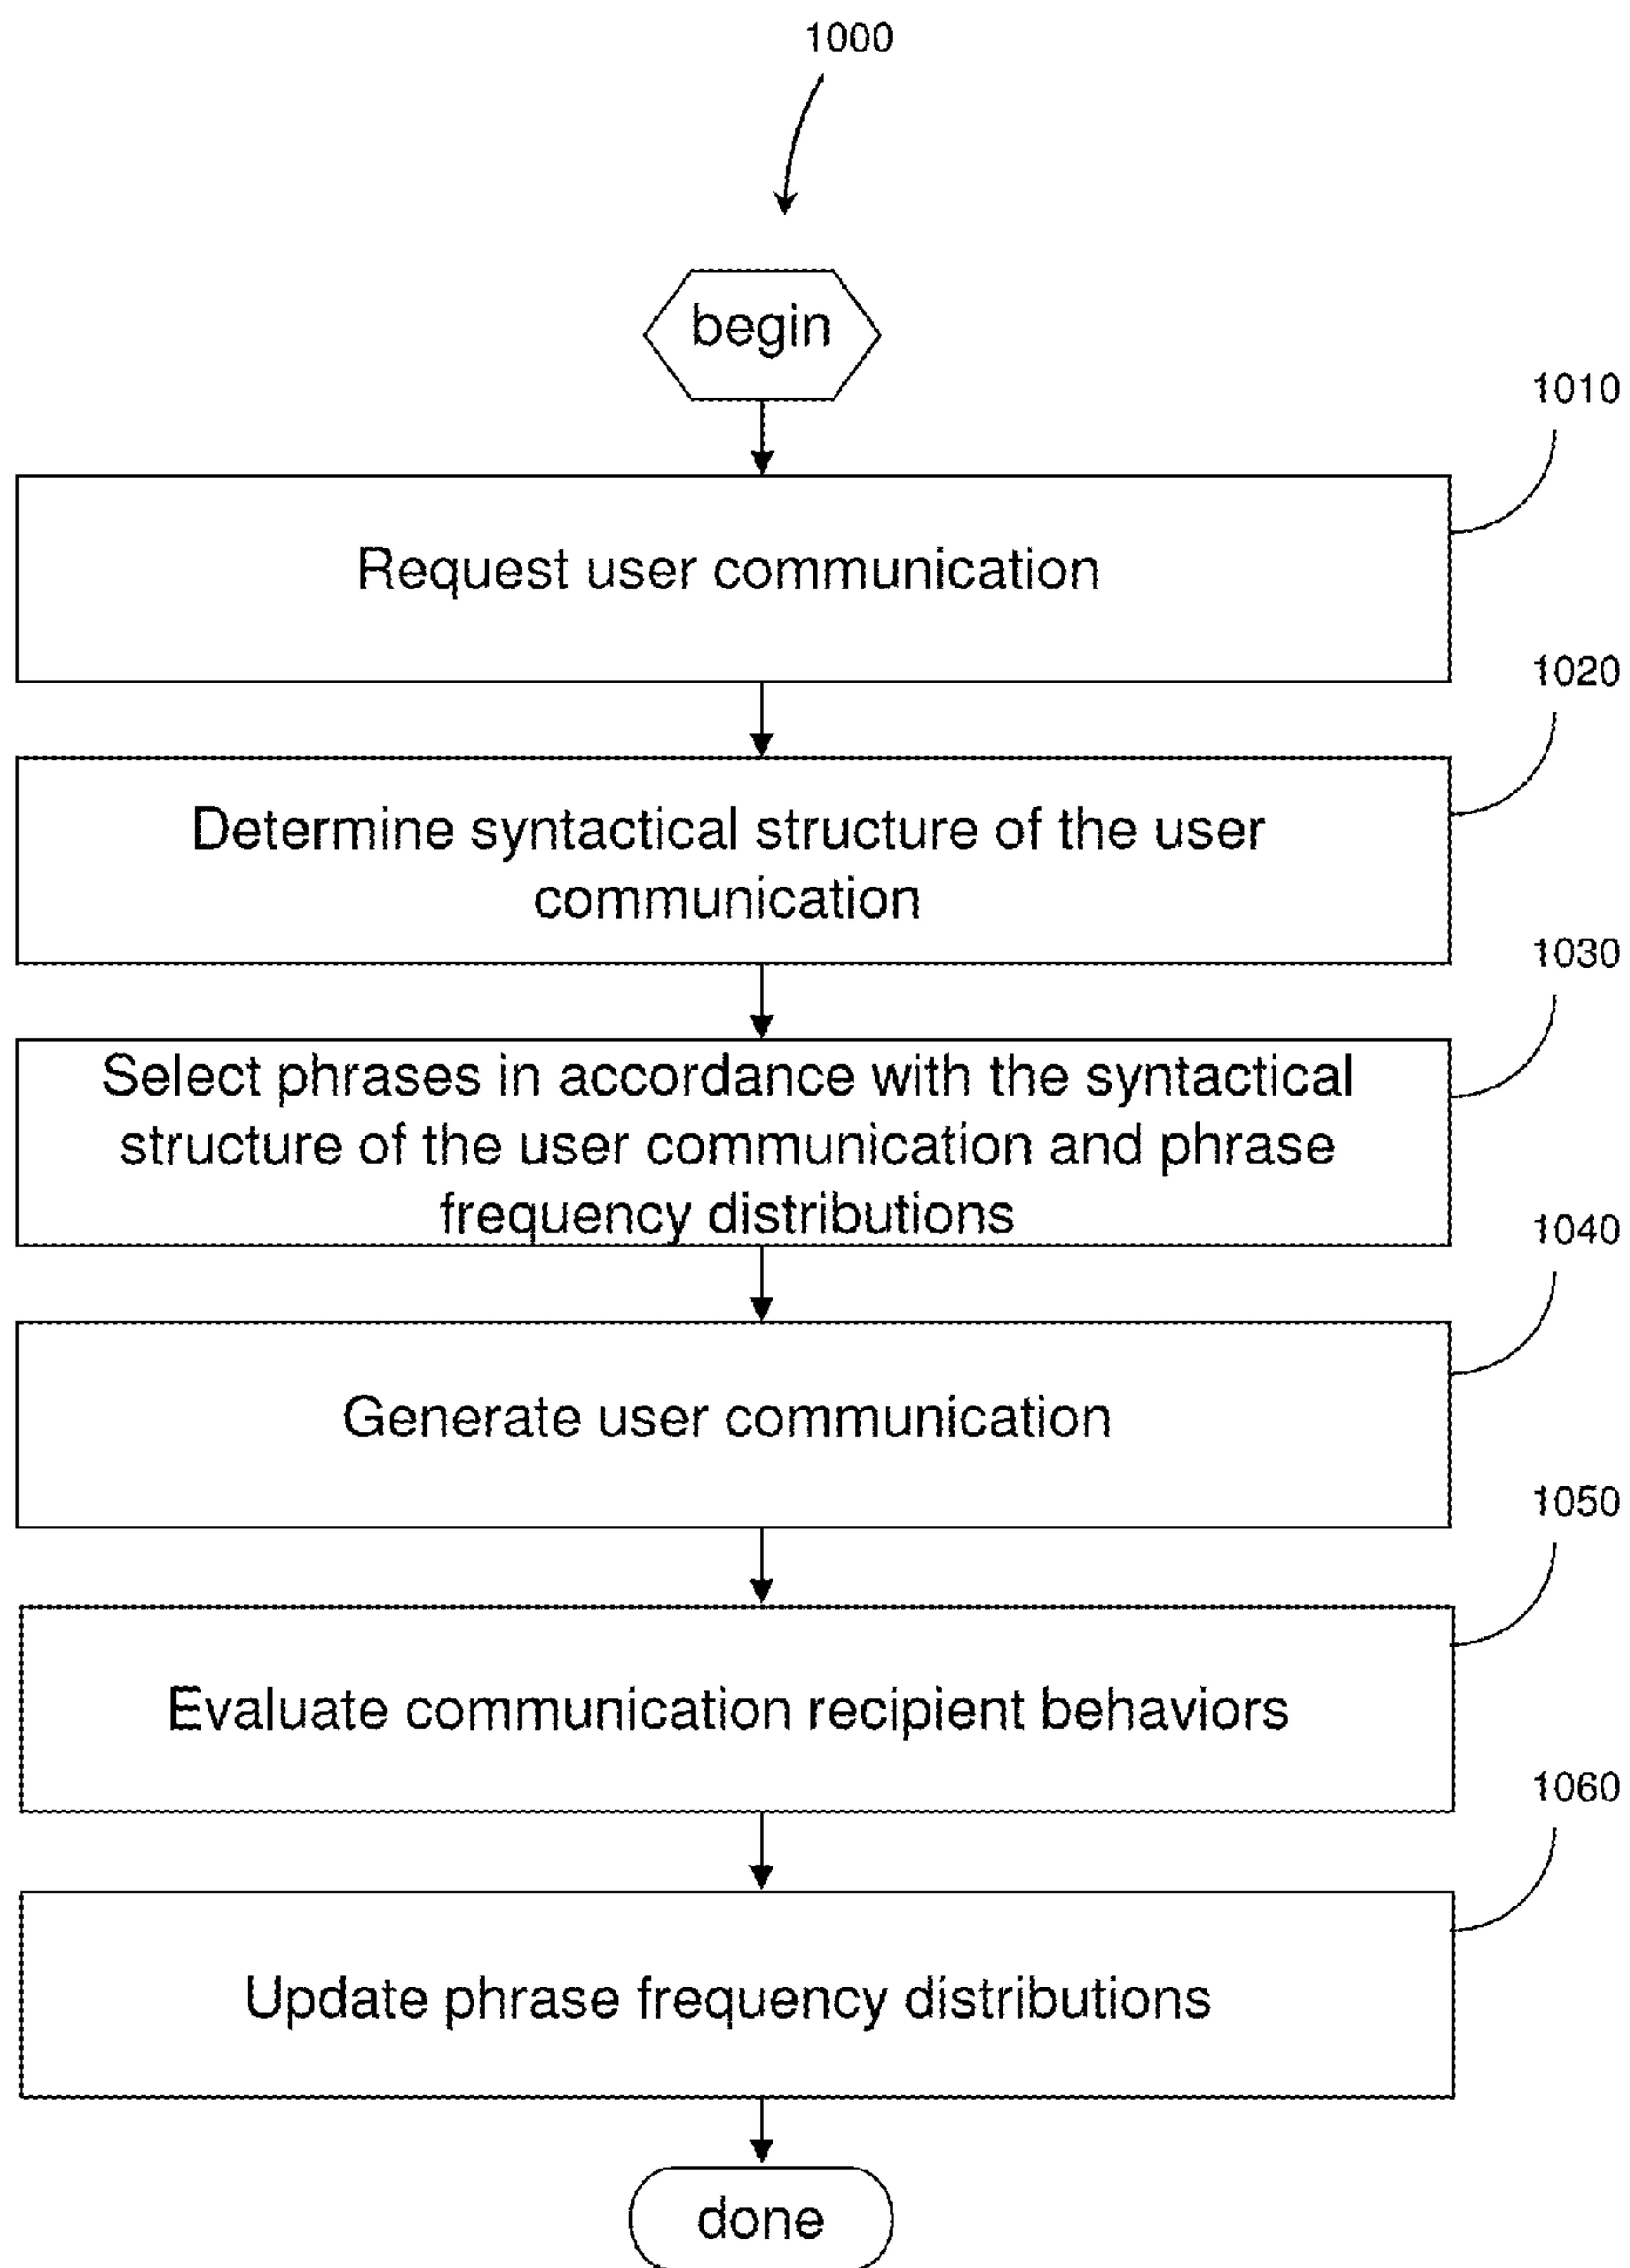 1000
begin
1010
Request user communication
1020
Determine syntactical structure of the user
communication
1030
Select phrases in accordance with the syntactical
structure of the user communication and phrase
frequency distributions
1040
Generate user communication
1050
Evaluate communication recipient behaviors
1060
Update phrase frequency distributions
done